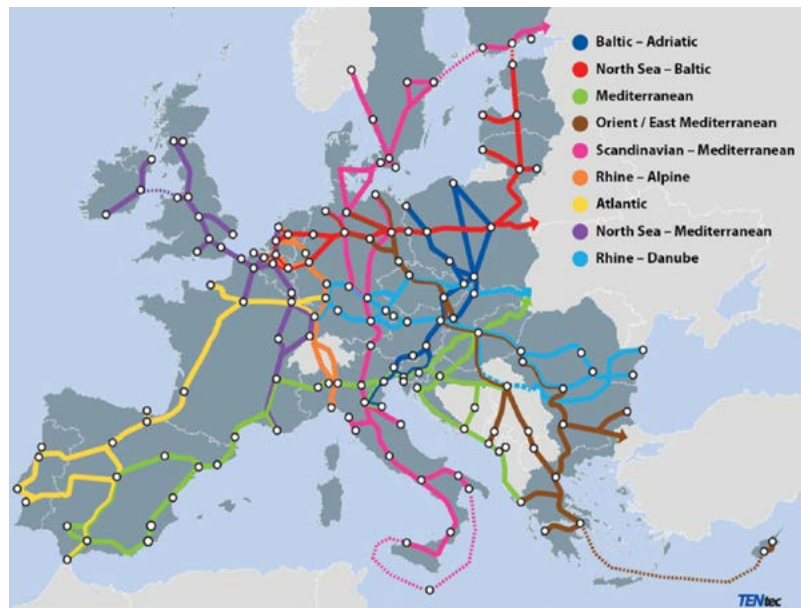 Baltic – Adriatic
North Sea – Baltic
Mediterranean
Orient / East Mediterranean
Scandinavian – Mediterranean
Rhine – Alpine
Atlantic
North Sea – Mediterranean
Rhine – Danube
TENtec